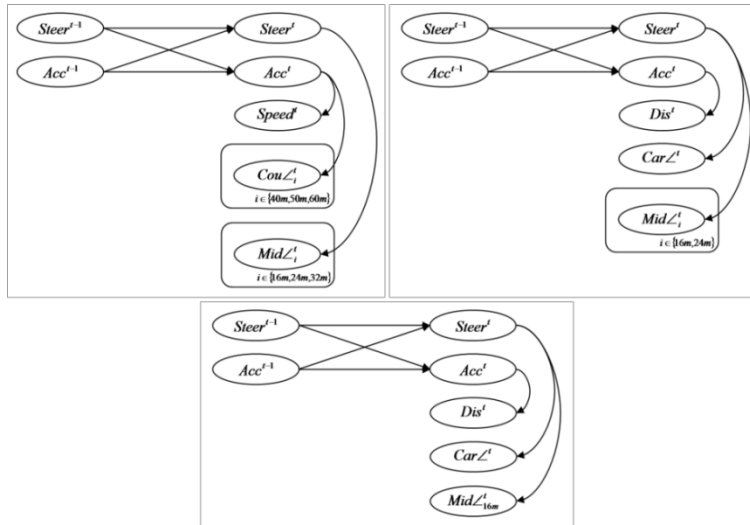 Steer^{t-1} Steer^t
Acc^{t-1} Acc^t
Speed^t
Cou∠_i^t
i ∈ {40m,50m,60m}
Mid∠_i^t
i ∈ {16m,24m,32m}
Steer^{t-1} Steer^t
Acc^{t-1} Acc^t
Dis^t
Car∠^t
Mid∠_i^t
i ∈ {16m,24m}
Steer^{t-1} Steer^t
Acc^{t-1} Acc^t
Dis^t
Car∠^t
Mid∠_{16m}^t